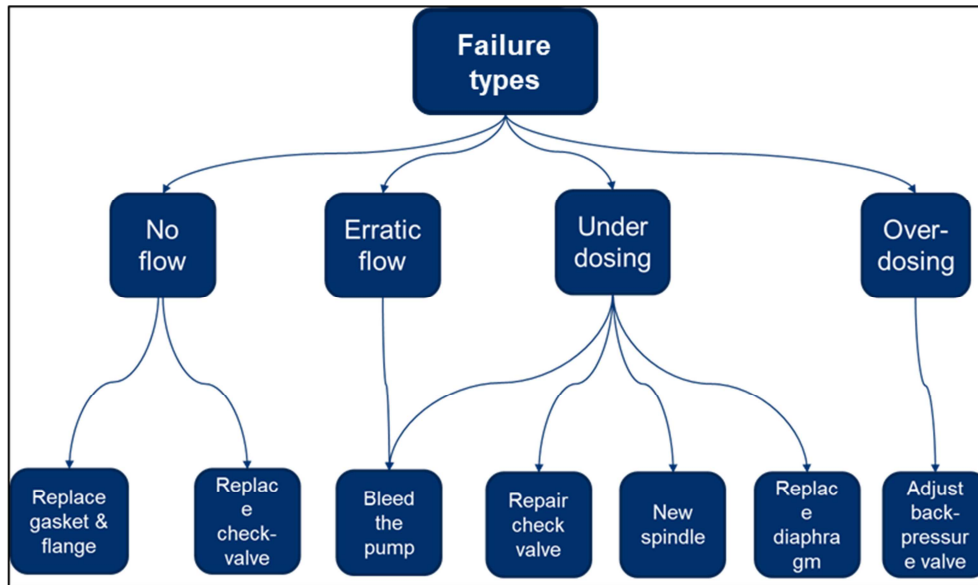 Failure
types
No
flow
Erratic
flow
Under
dosing
Over-
dosing
Replace
gasket &
flange
Replac
e
check-
valve
Bleed
the
pump
Repair
check
valve
New
spindle
Replac
e
diaphra
gm
Adjust
back-
pressur
e valve